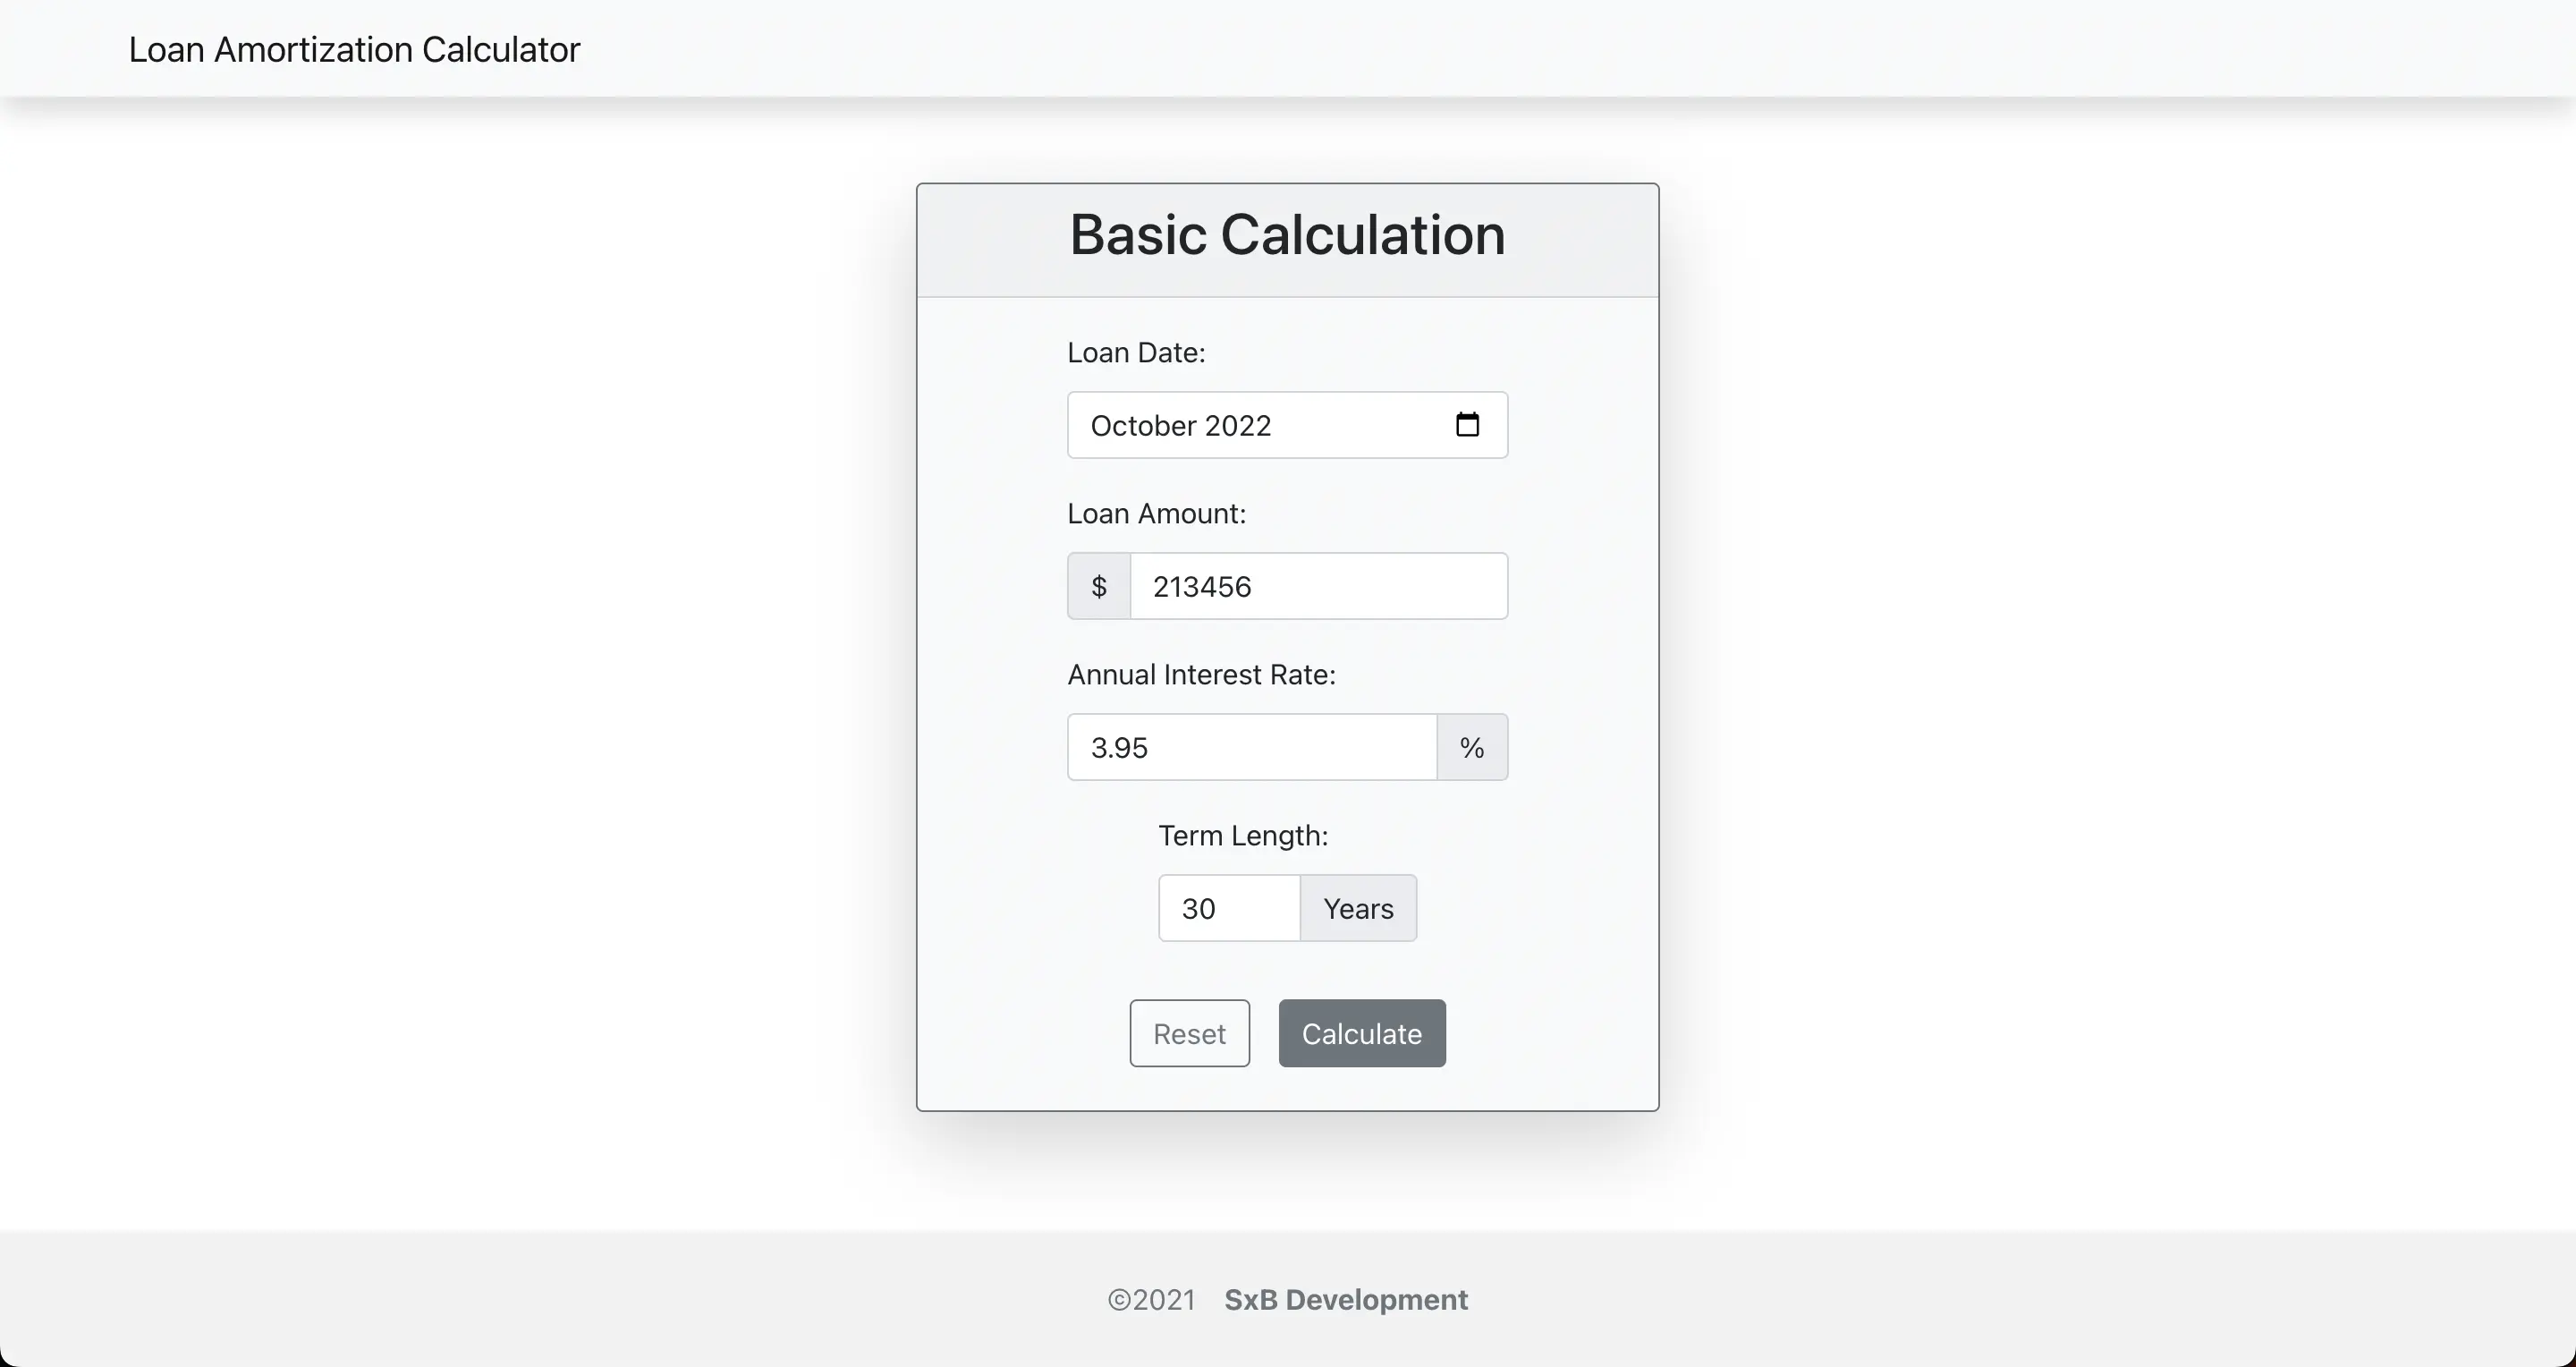 Loan Amortization Calculator
Basic Calculation
Loan Date:
October 2022
Loan Amount:
$ 213456
Annual Interest Rate:
3.95 %
Term Length:
30 Years
Reset Calculate
©2021 SxB Development